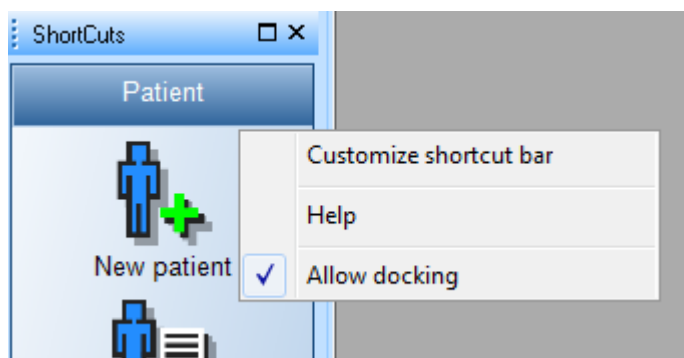 ShortCuts
Patient
New patient
Customize shortcut bar
Help
Allow docking